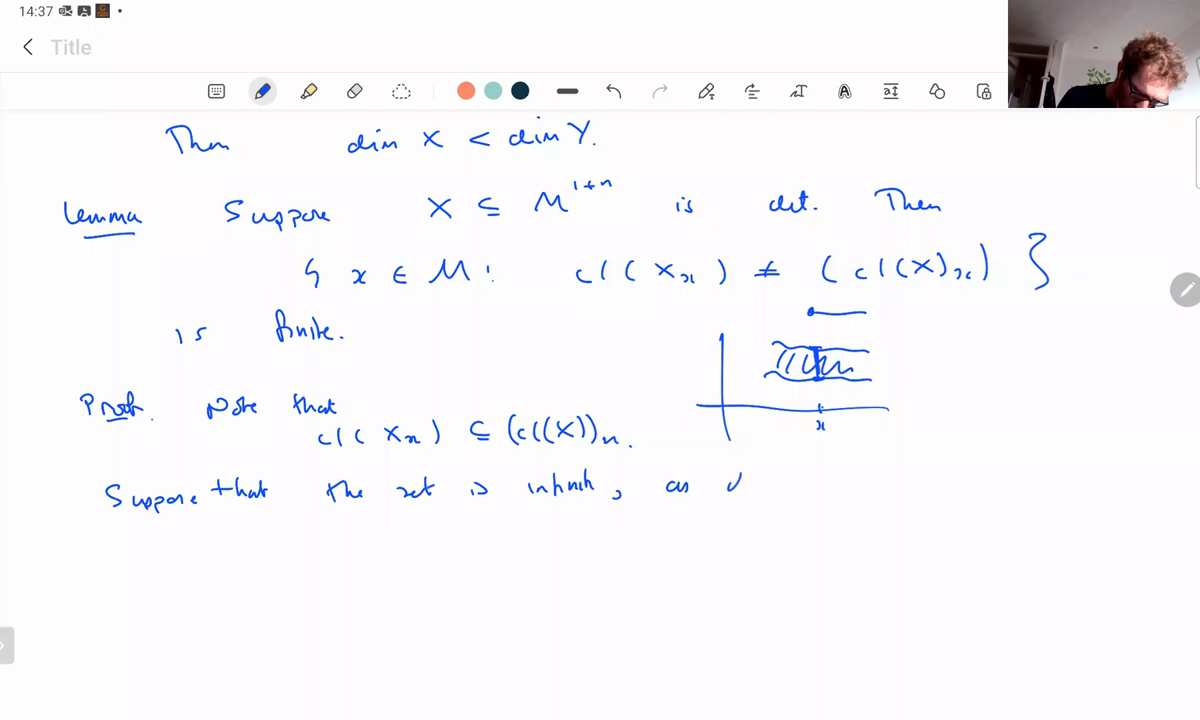 14:37
Title
Then dim X < dim Y.
Lemma Suppose X ⊆ M^{1+n} is det. Then
{ x ∈ M : cl(X_x) ≠ (cl(X)_x) }
is finite.
Proof. Note that
cl(X_x) ⊆ (cl(X))_x.
x
Suppose that the set is infinite, as